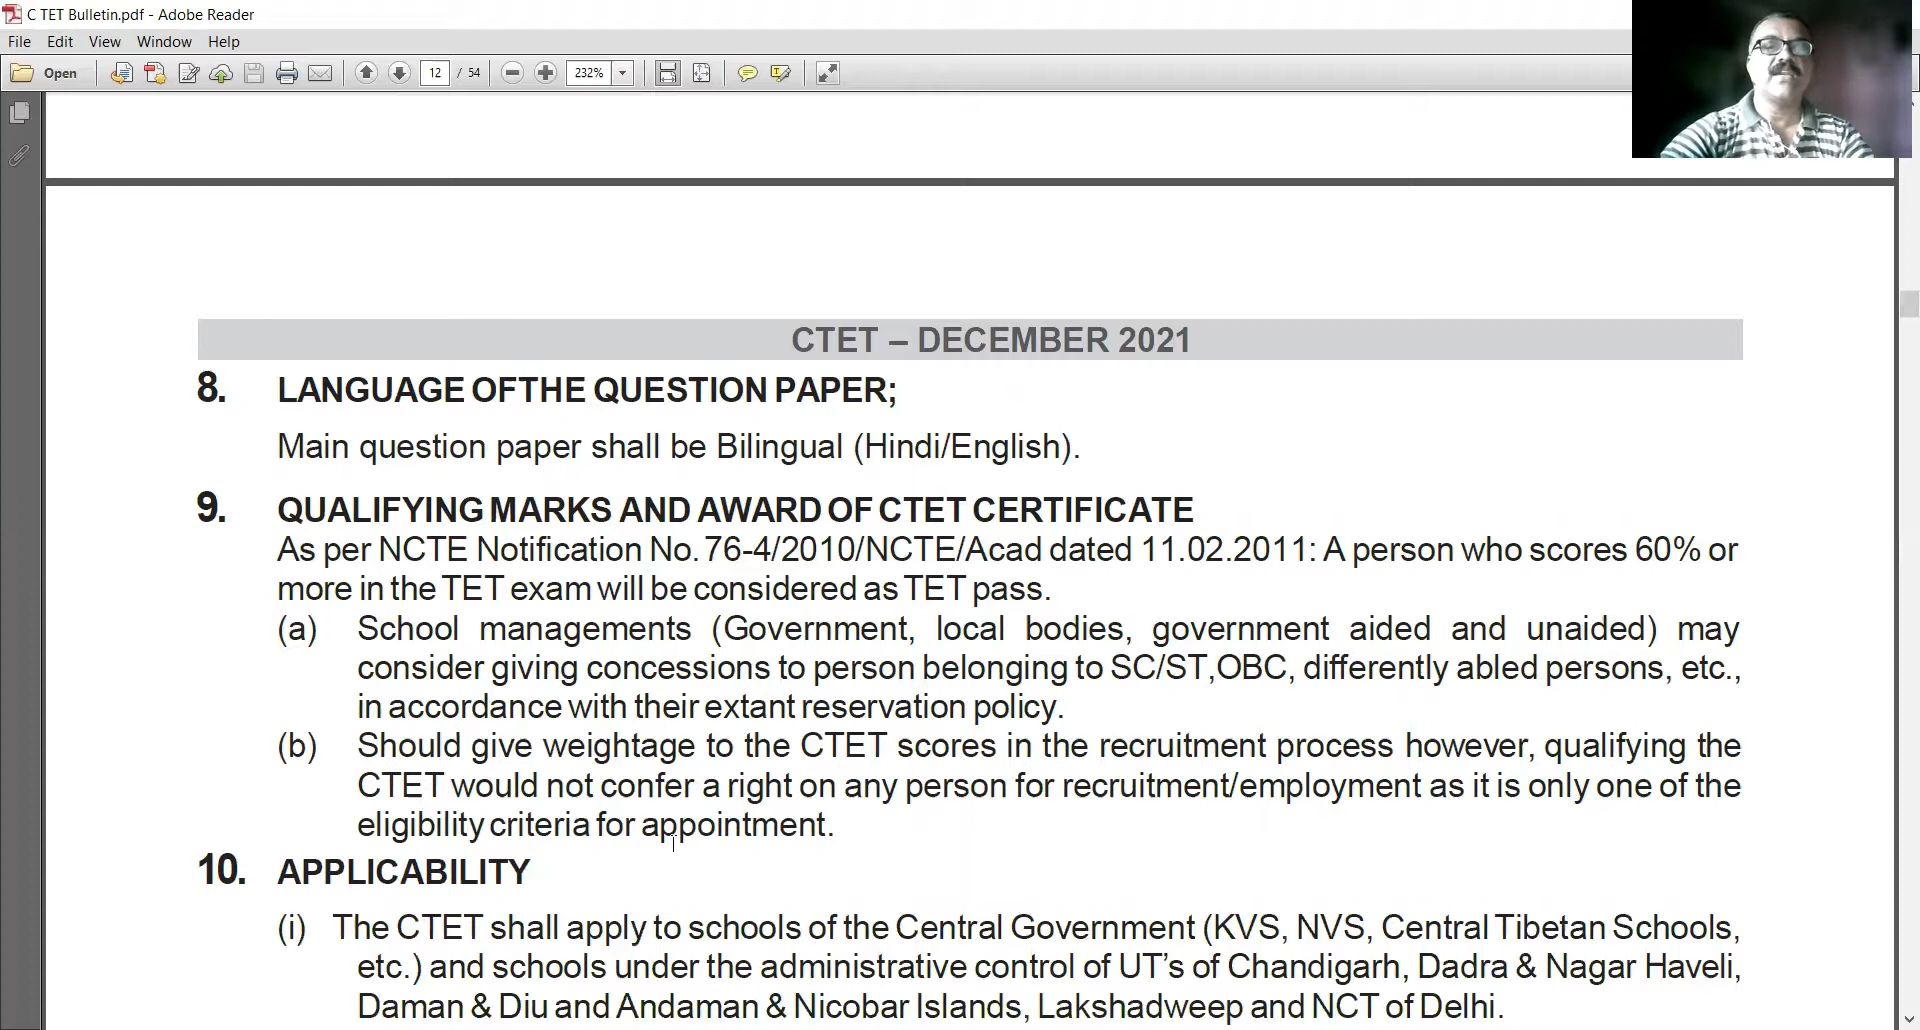 C TET Bulletin.pdf - Adobe Reader
File Edit View Window Help
Open 12 / 54 232%
CTET – DECEMBER 2021
8. LANGUAGE OFTHE QUESTION PAPER;
Main question paper shall be Bilingual (Hindi/English).
9. QUALIFYING MARKS AND AWARD OF CTET CERTIFICATE
As per NCTE Notification No. 76-4/2010/NCTE/Acad dated 11.02.2011: A person who scores 60% or
more in the TET exam will be considered as TET pass.
(a) School managements (Government, local bodies, government aided and unaided) may
consider giving concessions to person belonging to SC/ST,OBC, differently abled persons, etc.,
in accordance with their extant reservation policy.
(b) Should give weightage to the CTET scores in the recruitment process however, qualifying the
CTET would not confer a right on any person for recruitment/employment as it is only one of the
eligibility criteria for appointment.
10. APPLICABILITY
(i) The CTET shall apply to schools of the Central Government (KVS, NVS, Central Tibetan Schools,
etc.) and schools under the administrative control of UT’s of Chandigarh, Dadra & Nagar Haveli,
Daman & Diu and Andaman & Nicobar Islands, Lakshadweep and NCT of Delhi.